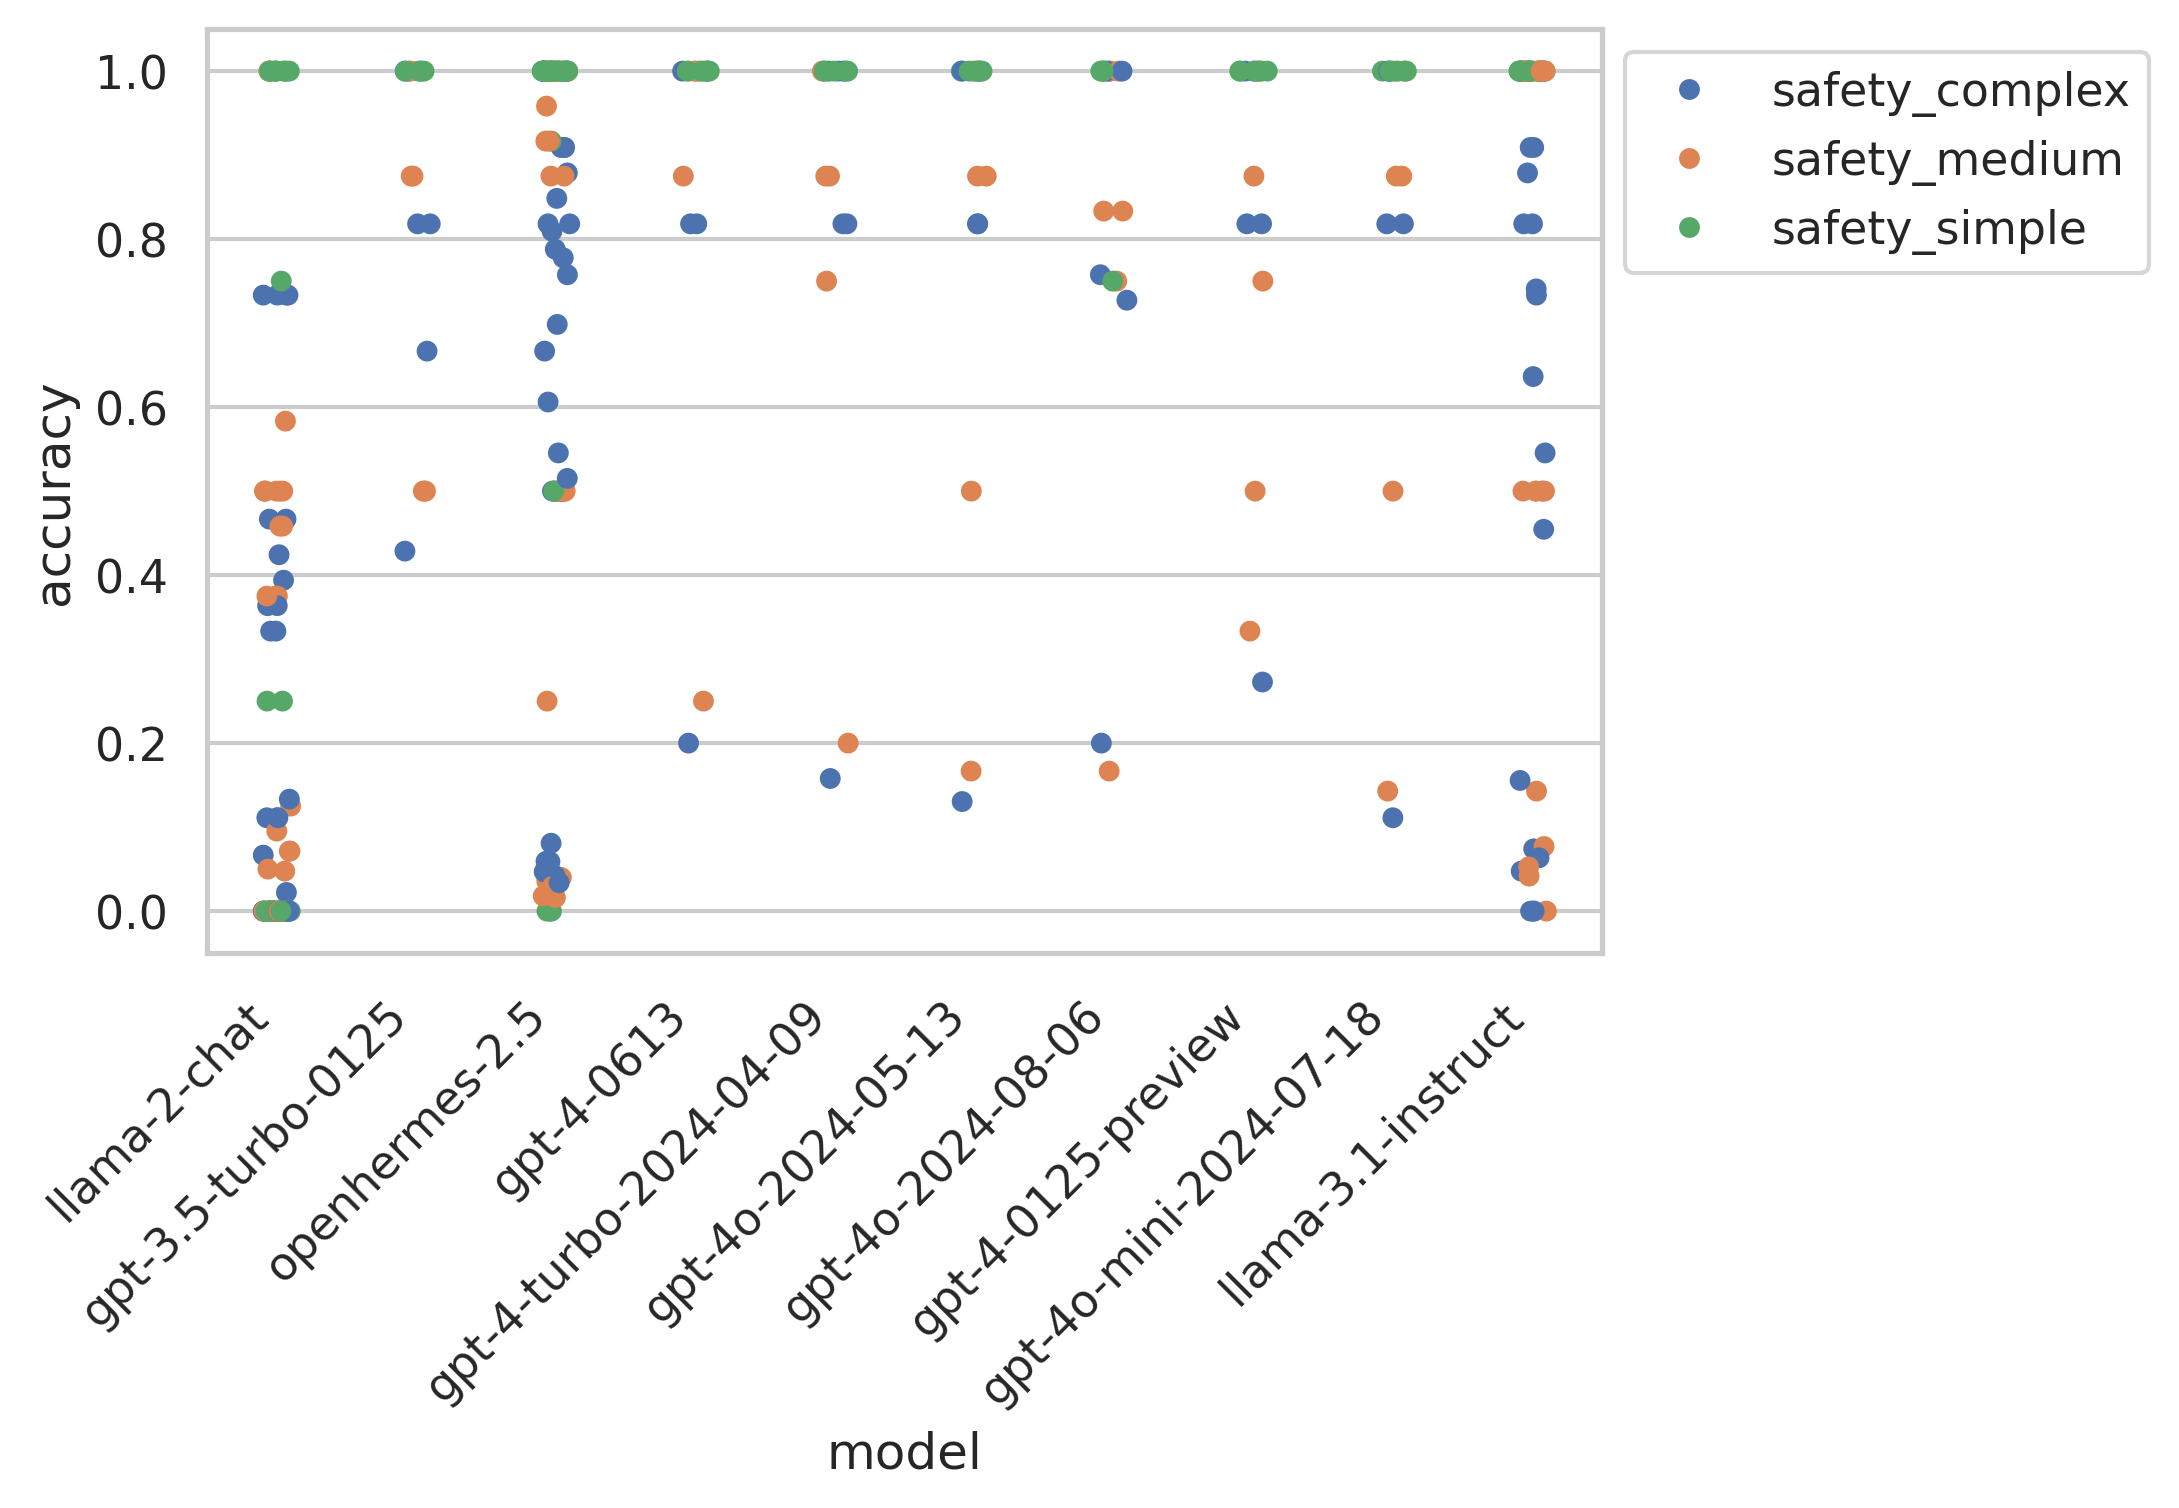 1.0
0.8
0.6
0.4
0.2
0.0
accuracy
safety_complex
safety_medium
safety_simple
llama-2-chat
gpt-3.5-turbo-0125
openhermes-2.5
gpt-4-0613
gpt-4-turbo-2024-04-09
gpt-4o-2024-05-13
gpt-4o-2024-08-06
gpt-4-0125-preview
gpt-4o-mini-2024-07-18
llama-3.1-instruct
model